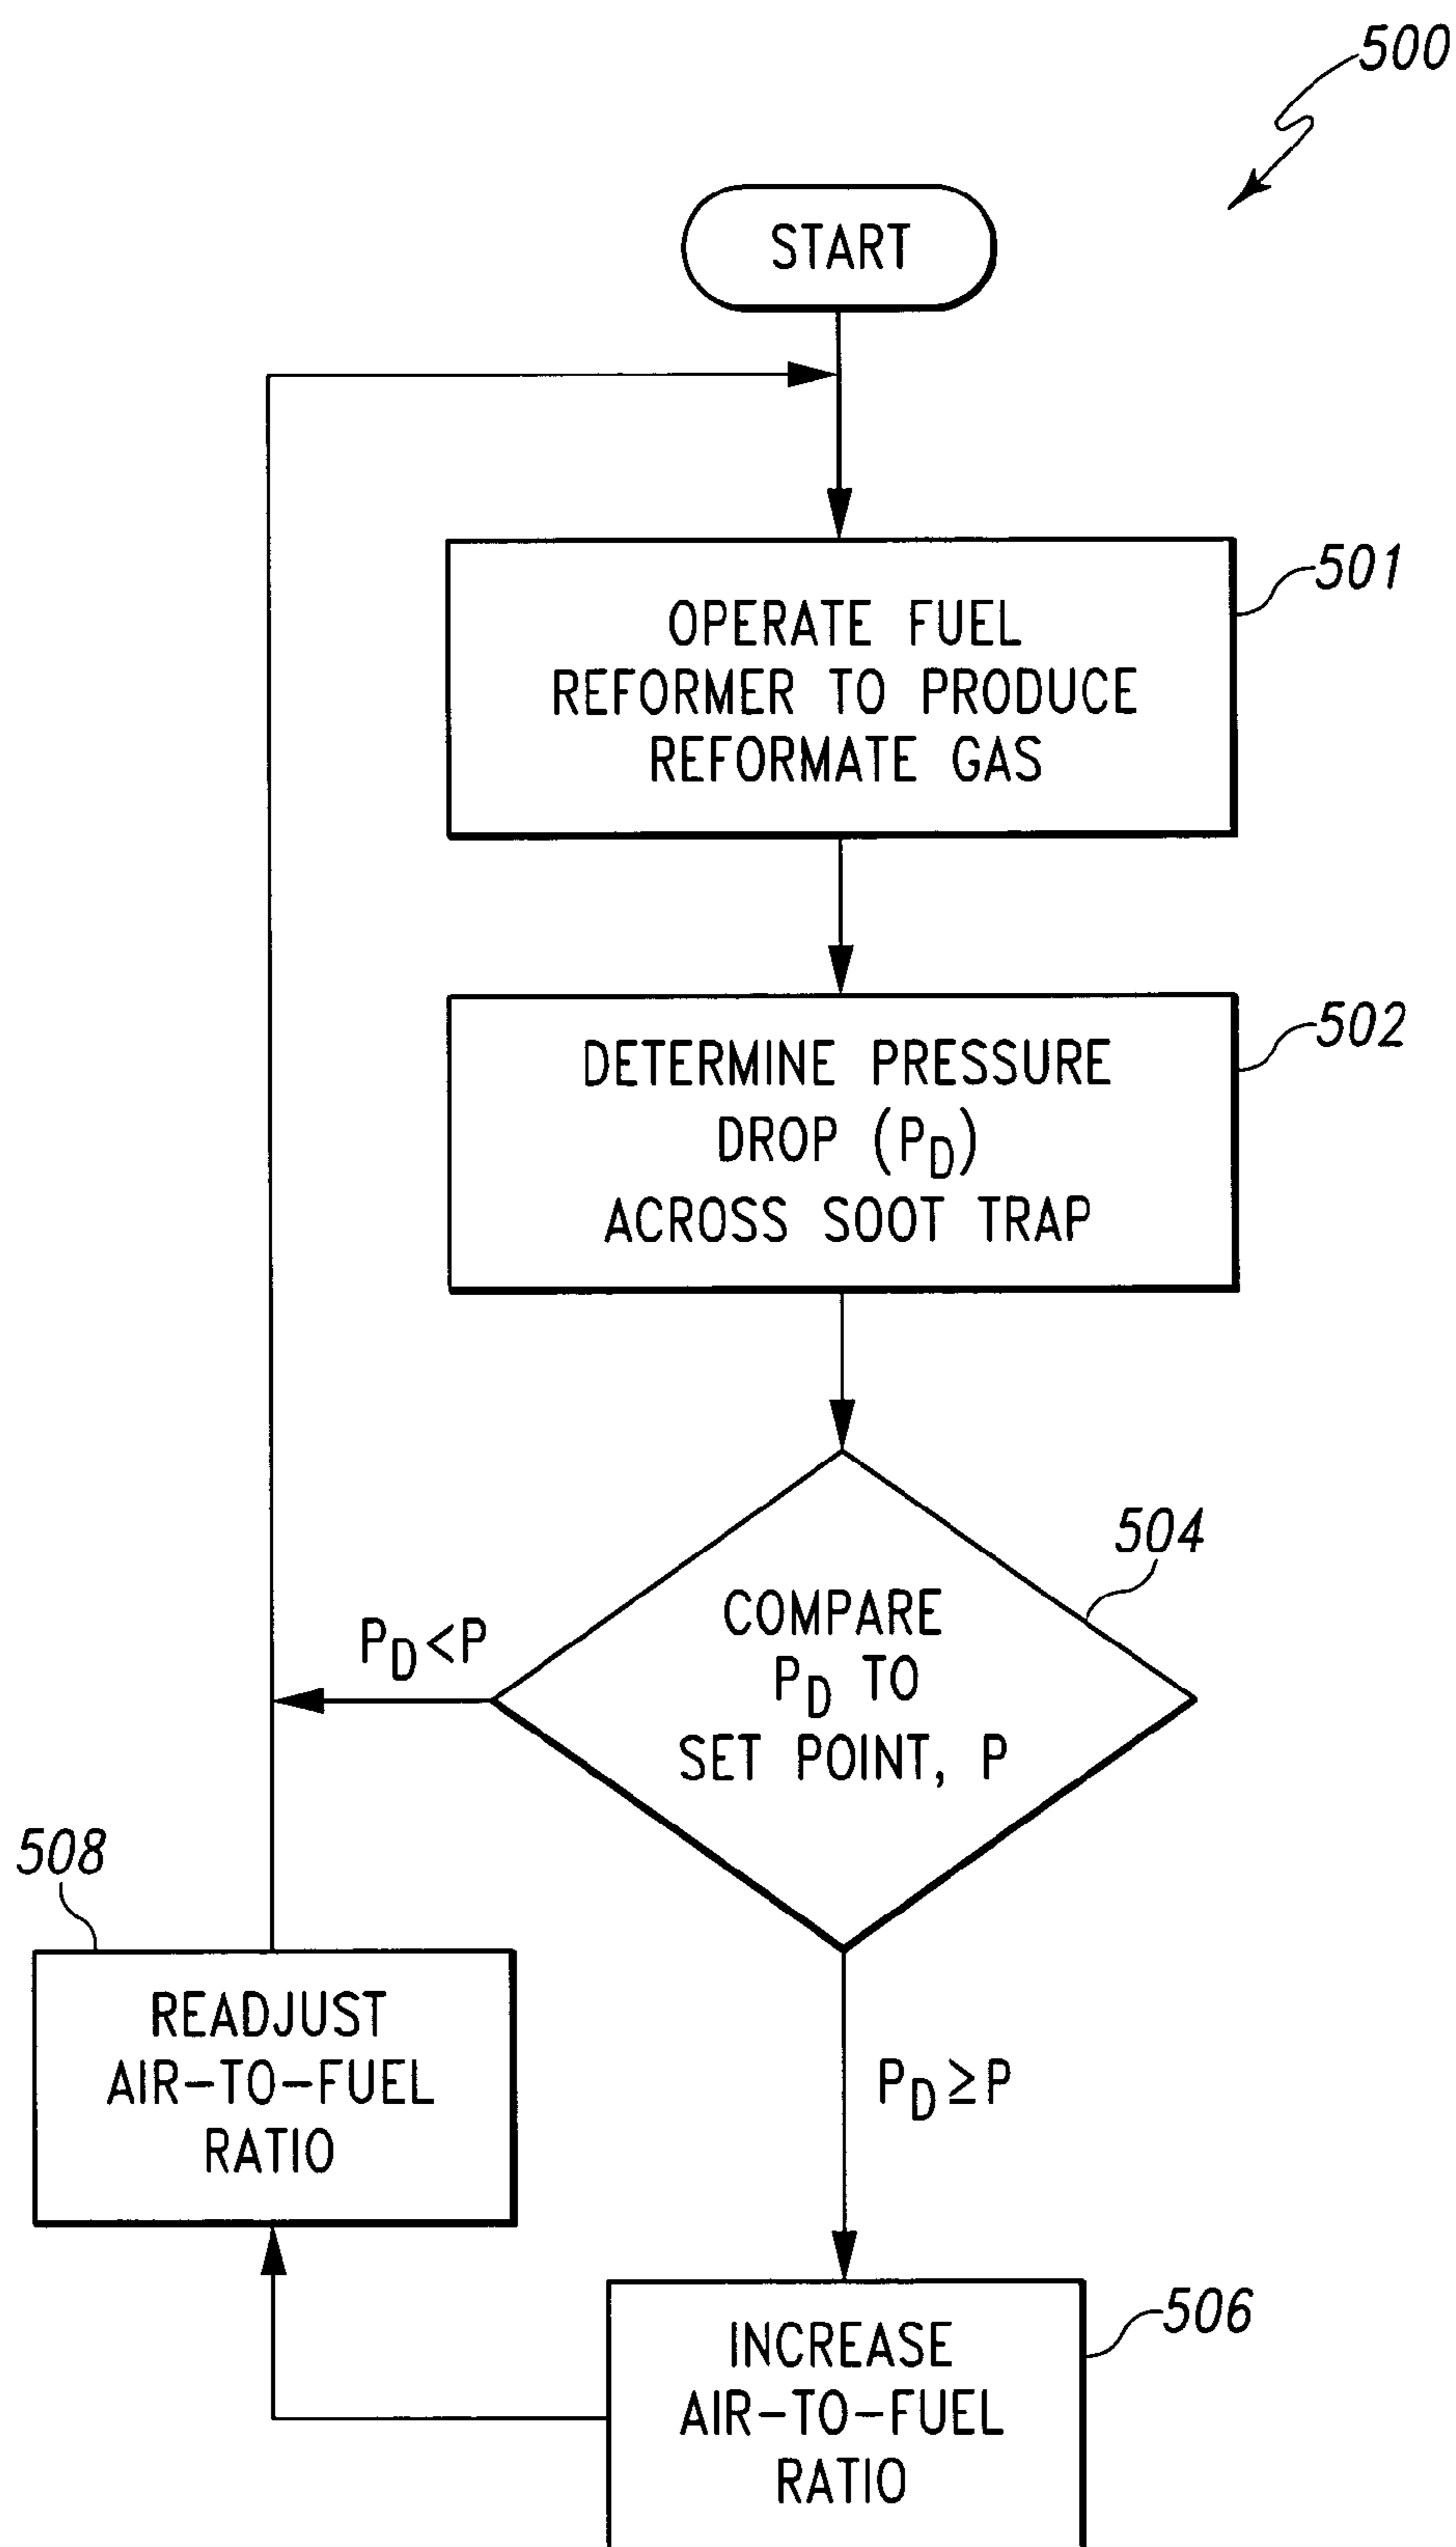 500
START
OPERATE FUEL
REFORMER TO PRODUCE
REFORMATE GAS
501
DETERMINE PRESSURE
DROP (PD)
ACROSS SOOT TRAP
502
COMPARE
PD TO
SET POINT, P
504
PD<P
PD≥P
508
READJUST
AIR-TO-FUEL
RATIO
INCREASE
AIR-TO-FUEL
RATIO
506